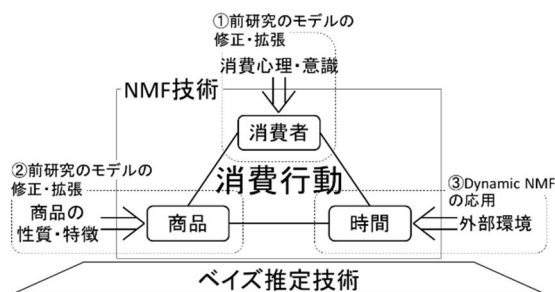 ①前研究のモデルの
修正・拡張
消費心理・意識
NMF技術
消費者
②前研究のモデルの
修正・拡張
消費行動
③Dynamic NMF
の応用
商品の
性質・特徴
商品
時間
外部環境
ベイズ推定技術